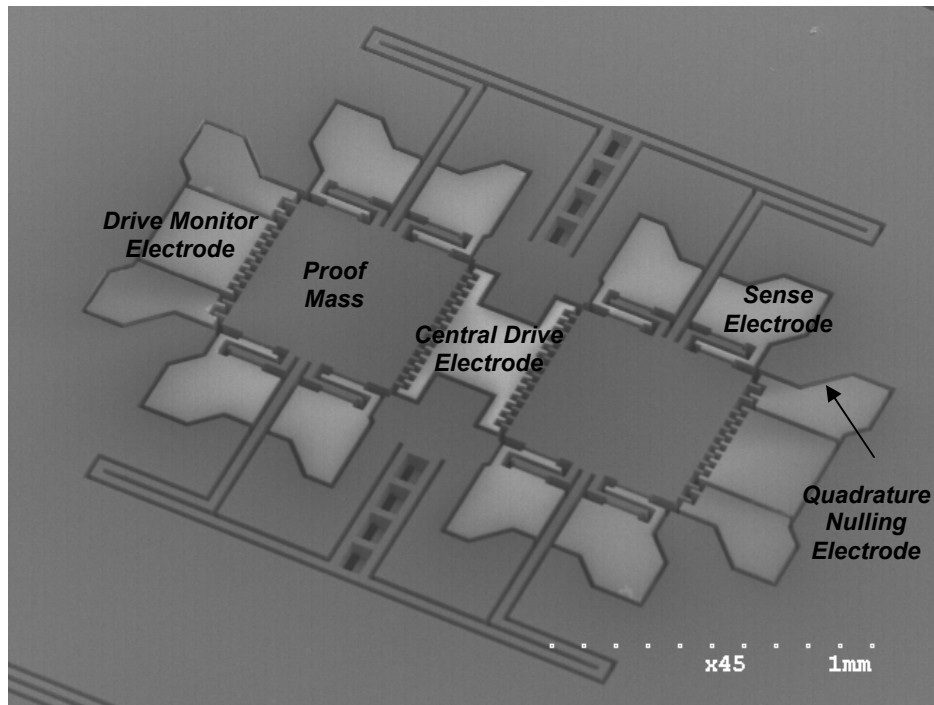 Drive Monitor
Electrode
Proof
Mass
Central Drive
Electrode
Sense
Electrode
Quadrature
Nulling
Electrode
x45 1mm